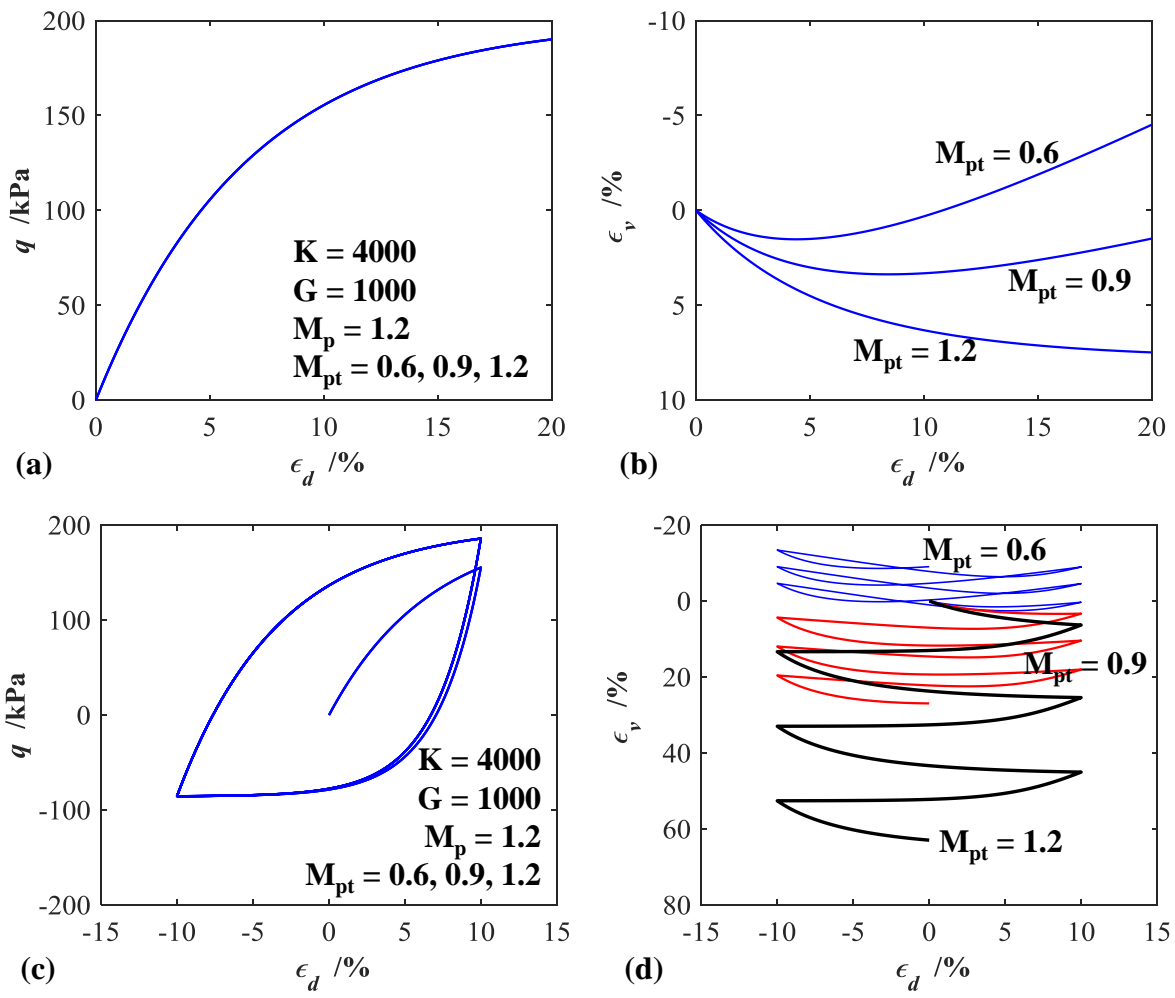 200
150
100
50
0
q /kPa
K = 4000
G = 1000
Mp = 1.2
Mpt = 0.6, 0.9, 1.2
0 5 10 15 20
(a)
ϵd /%
-10
-5
0
5
10
ϵv /%
Mpt = 0.6
Mpt = 0.9
Mpt = 1.2
0 5 10 15 20
(b)
ϵd /%
200
100
0
-100
-200
q /kPa
K = 4000
G = 1000
Mp = 1.2
Mpt = 0.6, 0.9, 1.2
-15 -10 -5 0 5 10 15
(c)
ϵd /%
-20
0
20
40
60
80
ϵv /%
Mpt = 0.6
Mpt = 0.9
Mpt = 1.2
-15 -10 -5 0 5 10 15
(d)
ϵd /%